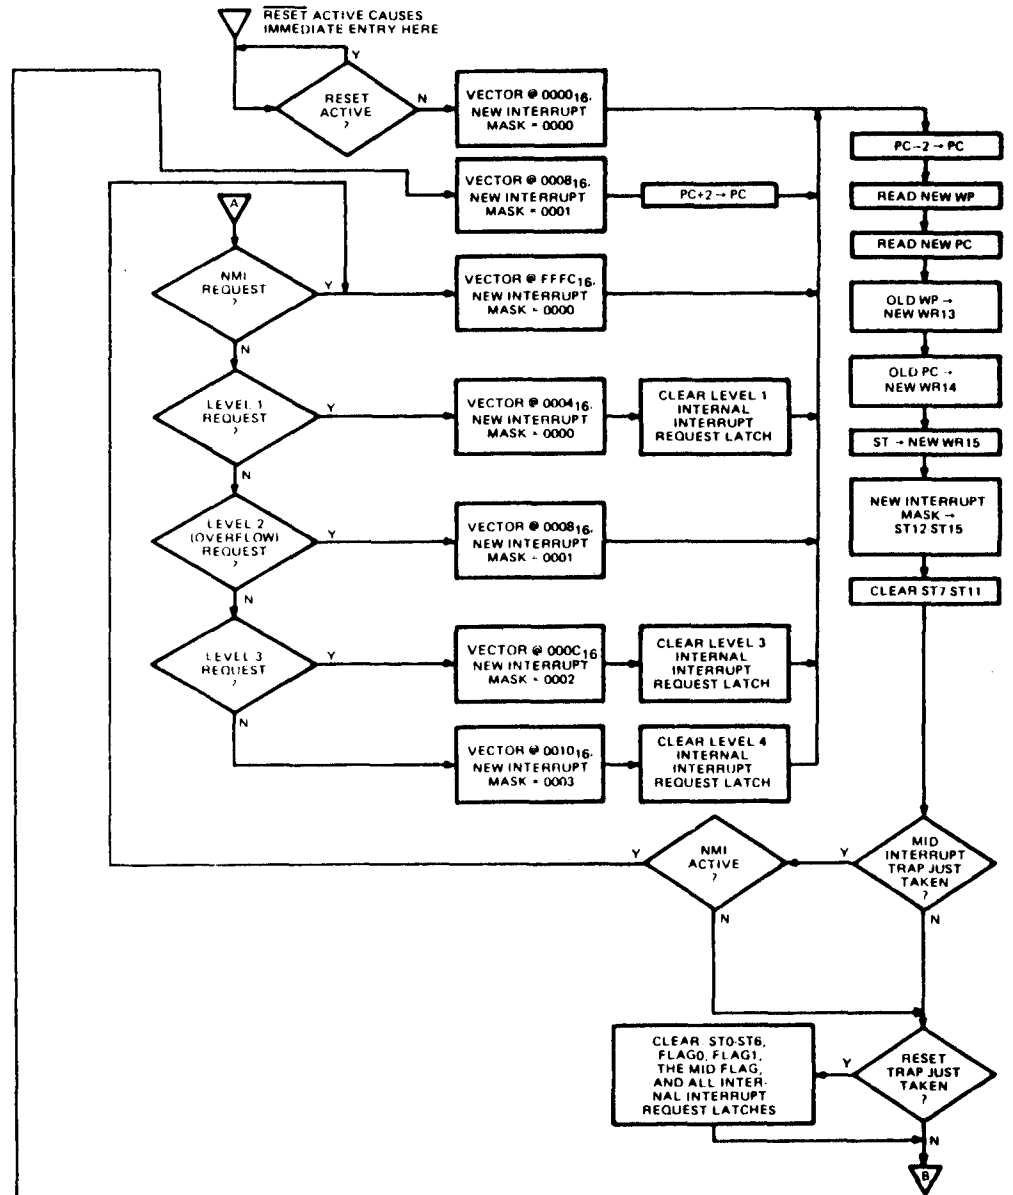 RESET ACTIVE CAUSES
IMMEDIATE ENTRY HERE
Y
RESET
ACTIVE
?
N
VECTOR @ 0000₁₆,
NEW INTERRUPT
MASK = 0000
PC-2 → PC
VECTOR @ 0008₁₆,
NEW INTERRUPT
MASK = 0001
PC+2 → PC
READ NEW WP
READ NEW PC
A
NMI
REQUEST
?
Y
N
VECTOR @ FFFC₁₆,
NEW INTERRUPT
MASK = 0000
OLD WP →
NEW WR13
OLD PC →
NEW WR14
LEVEL 1
REQUEST
?
Y
N
VECTOR @ 0004₁₆,
NEW INTERRUPT
MASK = 0000
CLEAR LEVEL 1
INTERNAL
INTERRUPT
REQUEST LATCH
ST → NEW WR15
NEW INTERRUPT
MASK →
ST12 ST15
LEVEL 2
(OVERFLOW)
REQUEST
?
Y
N
VECTOR @ 0008₁₆,
NEW INTERRUPT
MASK = 0001
CLEAR ST7 ST11
LEVEL 3
REQUEST
?
Y
N
VECTOR @ 000C₁₆
NEW INTERRUPT
MASK = 0002
CLEAR LEVEL 3
INTERNAL
INTERRUPT
REQUEST LATCH
VECTOR @ 0010₁₆,
NEW INTERRUPT
MASK = 0003
CLEAR LEVEL 4
INTERNAL
INTERRUPT
REQUEST LATCH
MID
INTERRUPT
TRAP JUST
TAKEN
?
Y
N
NMI
ACTIVE
?
Y
N
RESET
TRAP JUST
TAKEN
?
Y
N
CLEAR ST0-ST6,
FLAG0, FLAG1,
THE MID FLAG,
AND ALL INTER-
NAL INTERRUPT
REQUEST LATCHES
B